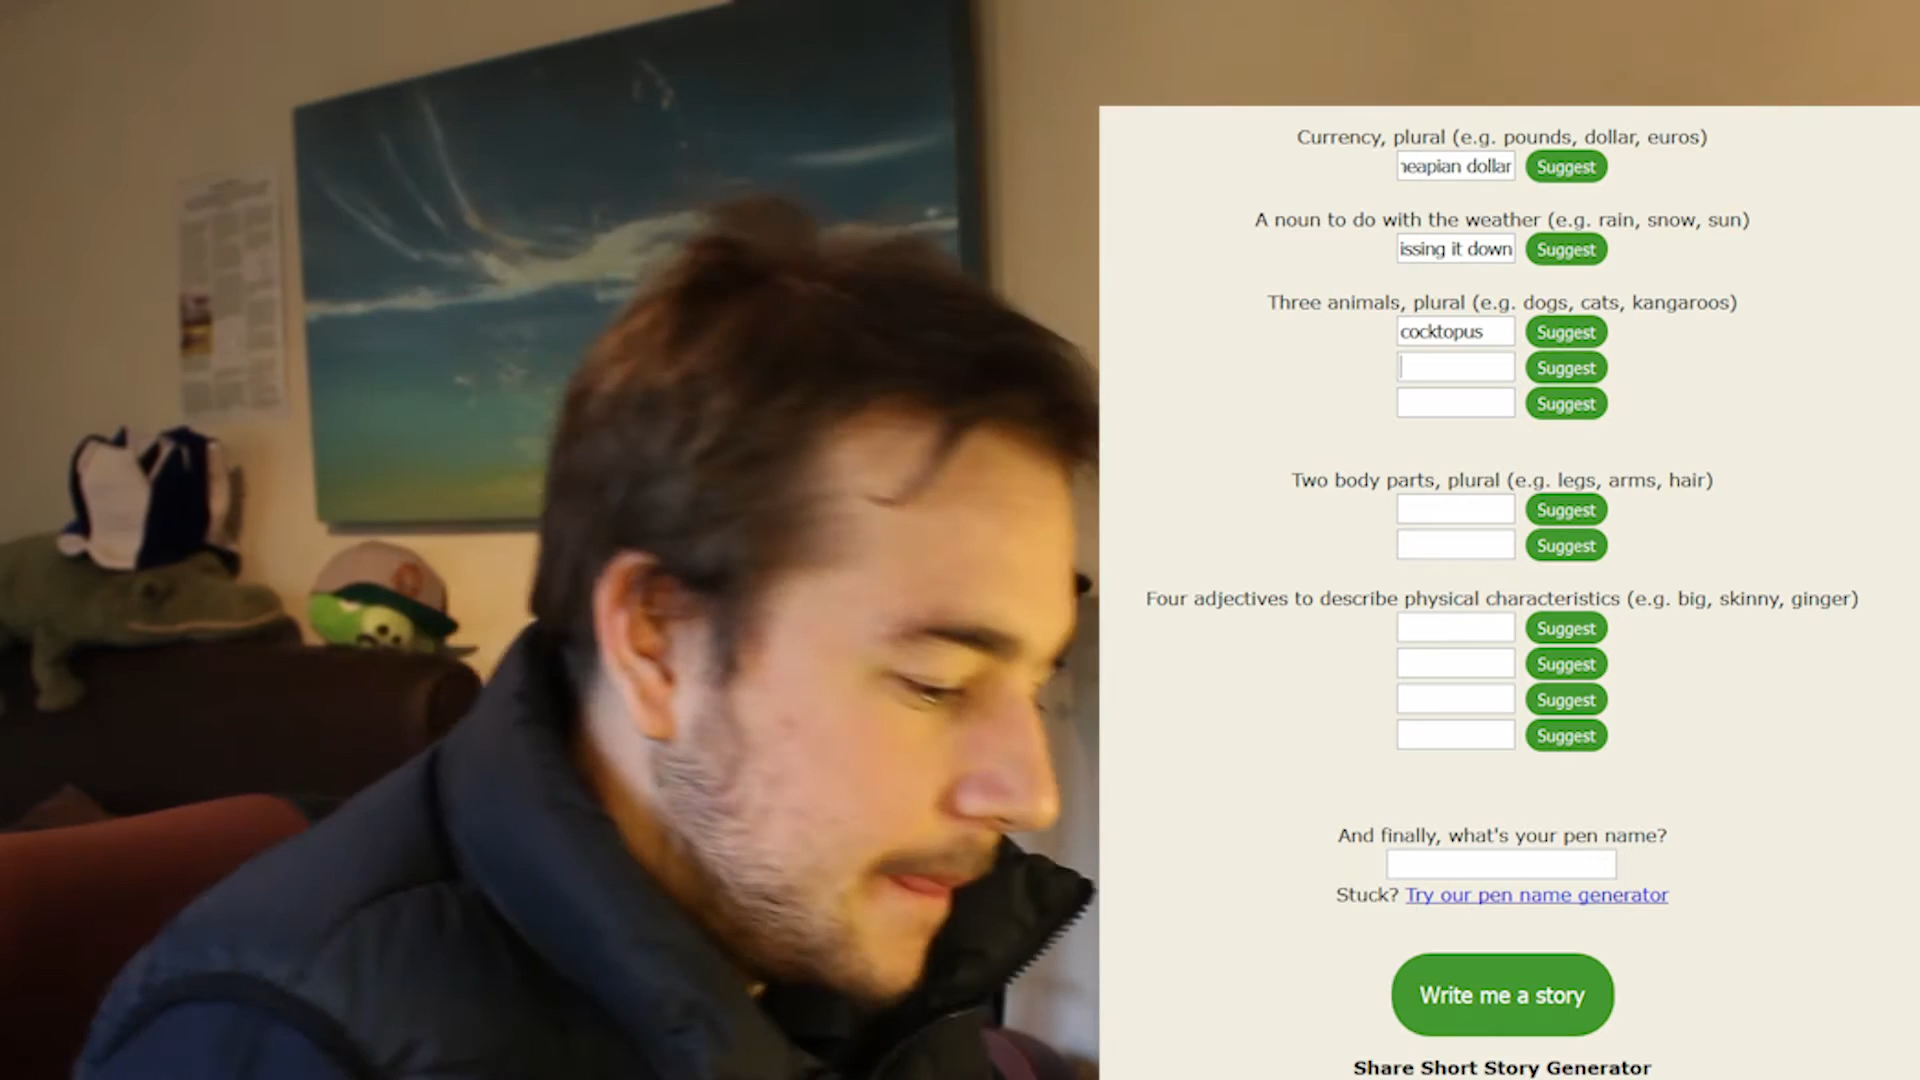 Currency, plural (e.g. pounds, dollar, euros)
neapian dollar Suggest
A noun to do with the weather (e.g. rain, snow, sun)
issing it down Suggest
Three animals, plural (e.g. dogs, cats, kangaroos)
cocktopus Suggest
Suggest
Suggest
Two body parts, plural (e.g. legs, arms, hair)
Suggest
Suggest
Four adjectives to describe physical characteristics (e.g. big, skinny, ginger)
Suggest
Suggest
Suggest
Suggest
And finally, what's your pen name?
Stuck? Try our pen name generator
Write me a story
Share Short Story Generator